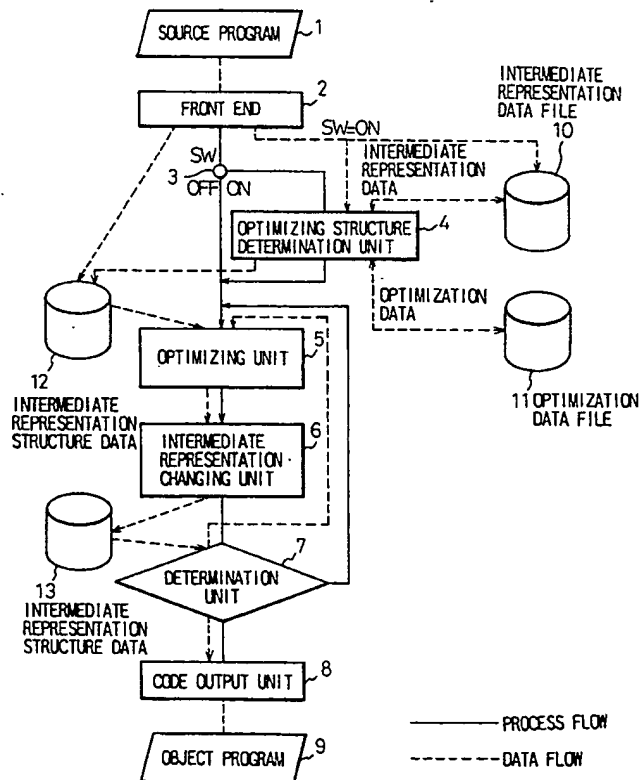 SOURCE PROGRAM
1
FRONT END
2
INTERMEDIATE
REPRESENTATION
DATA FILE
10
SW=ON
SW
3
OFF ON
INTERMEDIATE
REPRESENTATION
DATA
OPTIMIZING STRUCTURE
DETERMINATION UNIT
4
OPTIMIZATION
DATA
12
INTERMEDIATE
REPRESENTATION
STRUCTURE DATA
OPTIMIZING UNIT
5
11 OPTIMIZATION
DATA FILE
INTERMEDIATE
REPRESENTATION
CHANGING UNIT
6
13
INTERMEDIATE
REPRESENTATION
STRUCTURE DATA
DETERMINATION
UNIT
7
CODE OUTPUT UNIT
8
OBJECT PROGRAM
9
PROCESS FLOW
DATA FLOW